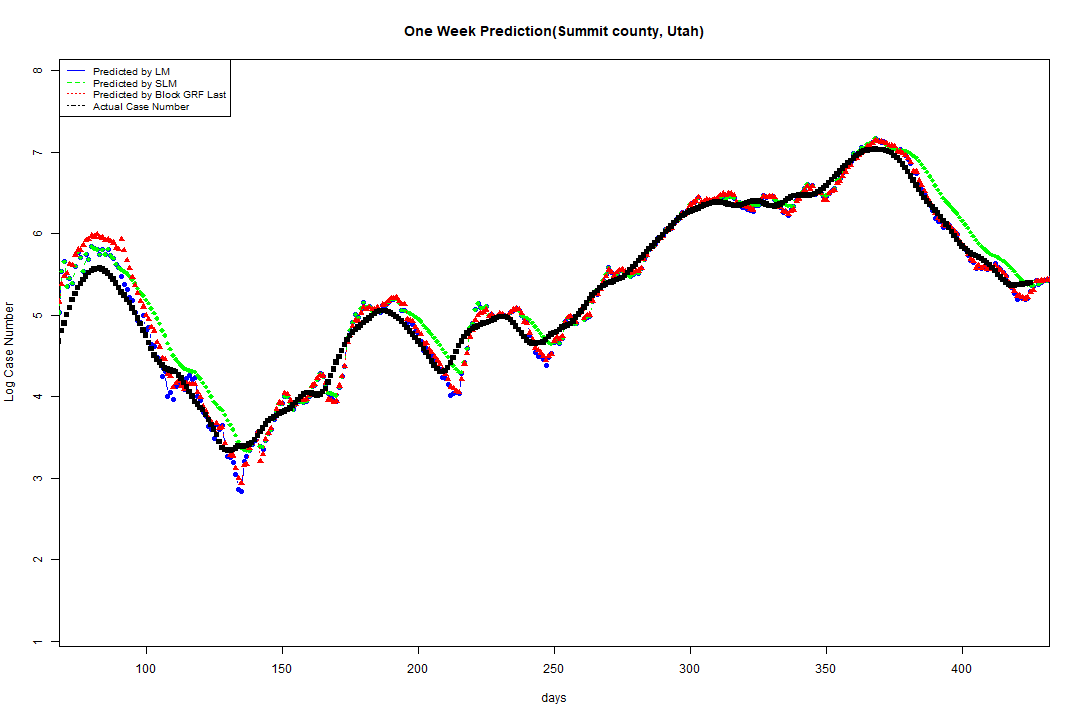 One Week Prediction(Summit county, Utah)
Predicted by LM
Predicted by SLM
Predicted by Block GRF Last
Actual Case Number
8
7
6
5
4
3
2
1
Log Case Number
100 150 200 250 300 350 400
days